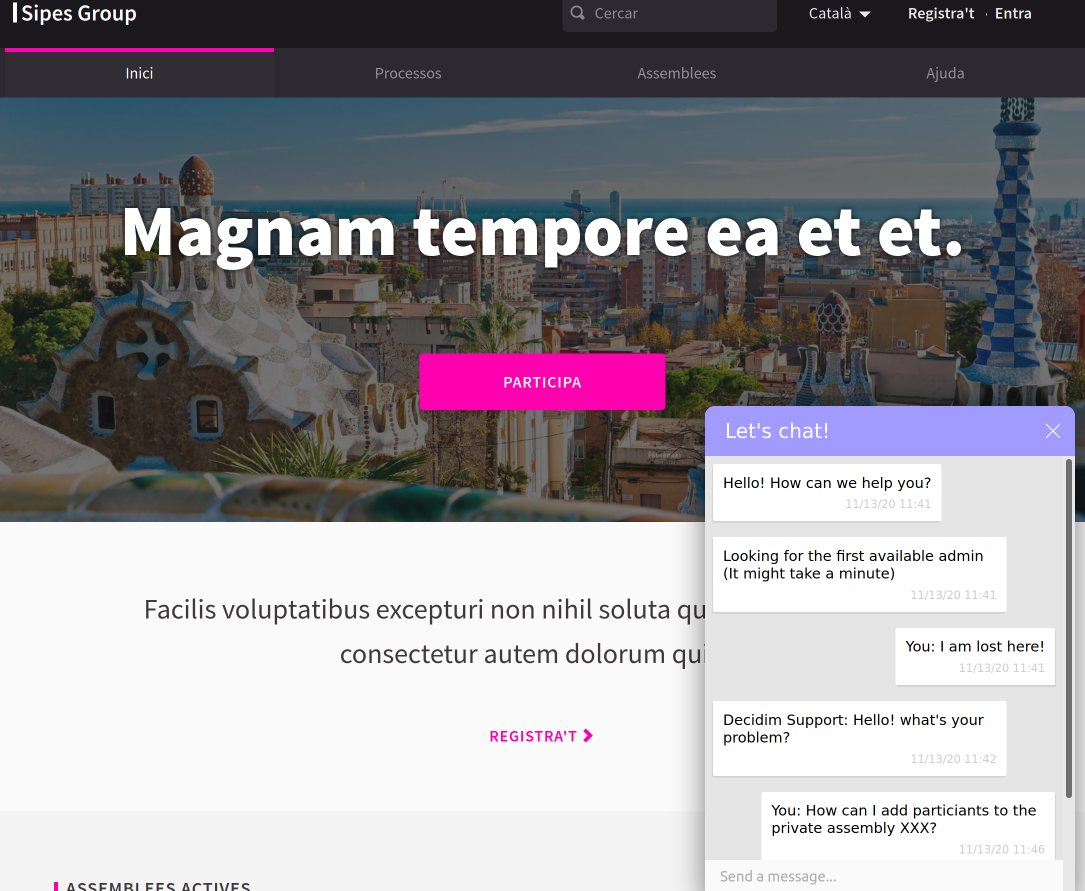 Sipes Group
Cercar
Català
Registra't · Entra
Inici
Processos
Assemblees
Ajuda
Magnam tempore ea et et.
PARTICIPA
Let's chat!
Hello! How can we help you?
11/13/20 11:41
Looking for the first available admin
(It might take a minute)
11/13/20 11:41
You: I am lost here!
11/13/20 11:41
Decidim Support: Hello! what's your
problem?
11/13/20 11:42
You: How can I add particiants to the
private assembly XXX?
11/13/20 11:46
Send a message...
Facilis voluptatibus excepturi non nihil soluta qu
consectetur autem dolorum qui
REGISTRA'T
ASSEMBLEES ACTIVES